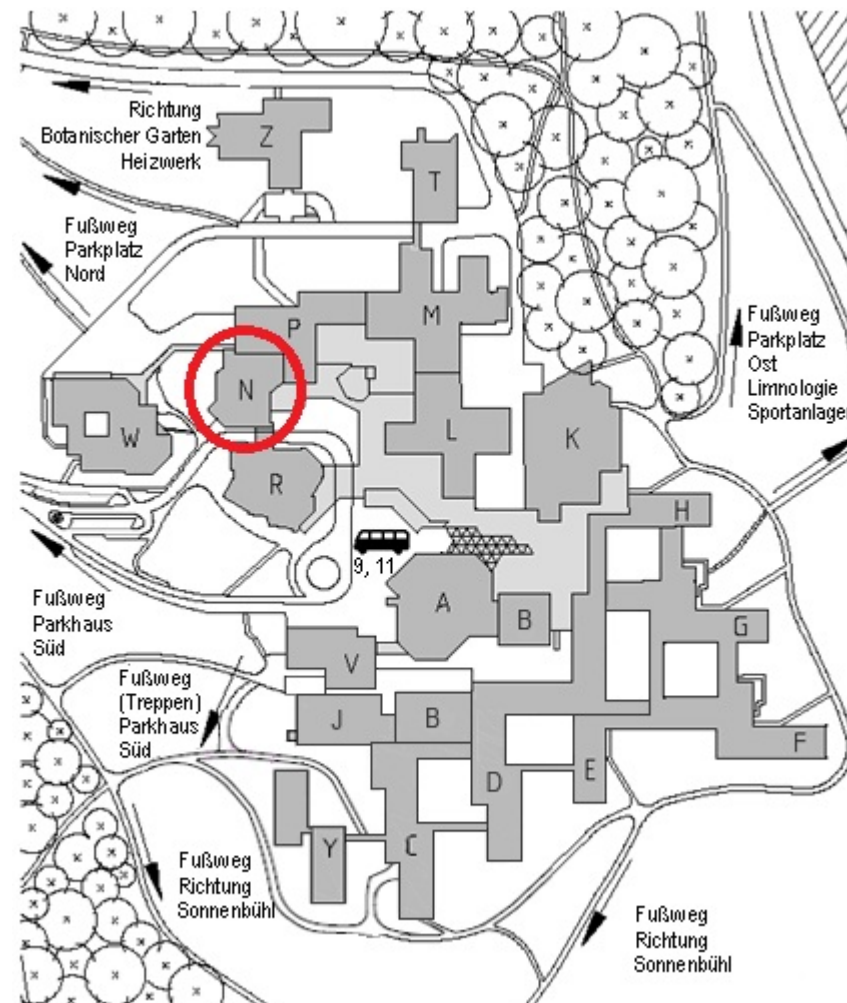 Richtung
Botanischer Garten
Heizwerk
Z
T
Fußweg
Parkplatz
Nord
P
M
Fußweg
Parkplatz
Ost
Limnologie
Sportanlagen
N
W
L
K
R
H
9, 11
A
B
G
Fußweg
Parkhaus
Süd
V
Fußweg
(Treppen)
Parkhaus
Süd
J
B
F
D
E
Y
C
Fußweg
Richtung
Sonnenbühl
Fußweg
Richtung
Sonnenbühl